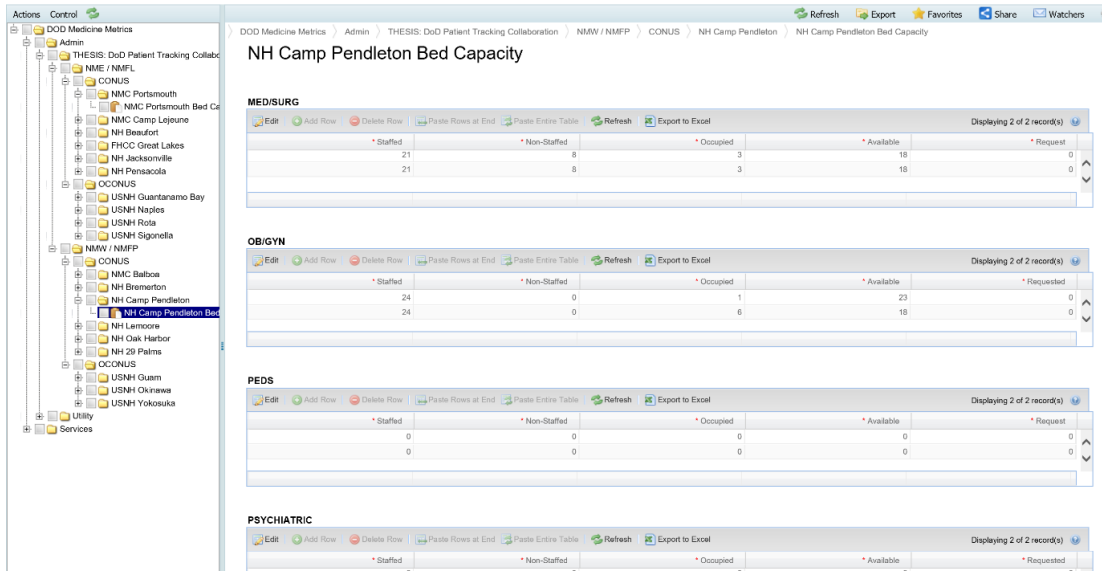 Actions Control
Refresh Export Favorites Share Watchers
DOD Medicine Metrics
Admin
THESIS: DoD Patient Tracking Collabc
NME / NMFL
CONUS
NMC Portsmouth
NMC Portsmouth Bed Ca
NMC Camp Lejeune
NH Beaufort
FHCC Great Lakes
NH Jacksonville
NH Pensacola
OCONUS
USNH Guantanamo Bay
USNH Naples
USNH Rota
USNH Sigonella
NMW / NMFP
CONUS
NMC Balboa
NH Bremerton
NH Camp Pendleton
NH Camp Pendleton Bed
NH Lemoore
NH Oak Harbor
NH 29 Palms
OCONUS
USNH Guam
USNH Okinawa
USNH Yokosuka
Utility
Services
DOD Medicine Metrics Admin THESIS: DoD Patient Tracking Collaboration NMW / NMFP CONUS NH Camp Pendleton NH Camp Pendleton Bed Capacity
NH Camp Pendleton Bed Capacity
MED/SURG
Edit Add Row Delete Row Paste Rows at End Paste Entire Table Refresh Export to Excel Displaying 2 of 2 record(s)
* Staffed * Non-Staffed * Occupied * Available * Request
21 8 3 18 0
21 8 3 18 0
OB/GYN
Edit Add Row Delete Row Paste Rows at End Paste Entire Table Refresh Export to Excel Displaying 2 of 2 record(s)
* Staffed * Non-Staffed * Occupied * Available * Requested
24 0 1 23 0
24 0 6 18 0
PEDS
Edit Add Row Delete Row Paste Rows at End Paste Entire Table Refresh Export to Excel Displaying 2 of 2 record(s)
* Staffed * Non-Staffed * Occupied * Available * Request
0 0 0 0 0
0 0 0 0 0
PSYCHIATRIC
Edit Add Row Delete Row Paste Rows at End Paste Entire Table Refresh Export to Excel Displaying 2 of 2 record(s)
* Staffed * Non-Staffed * Occupied * Available * Requested